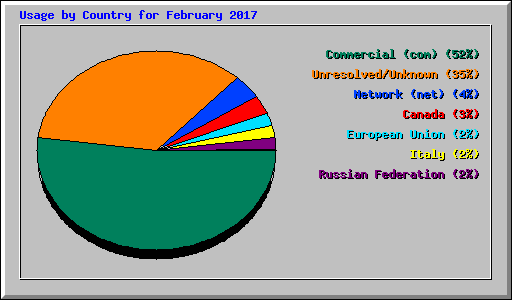 Usage by Country for February 2017
Commercial (com) (52%)
Unresolved/Unknown (35%)
Network (net) (4%)
Canada (3%)
European Union (2%)
Italy (2%)
Russian Federation (2%)